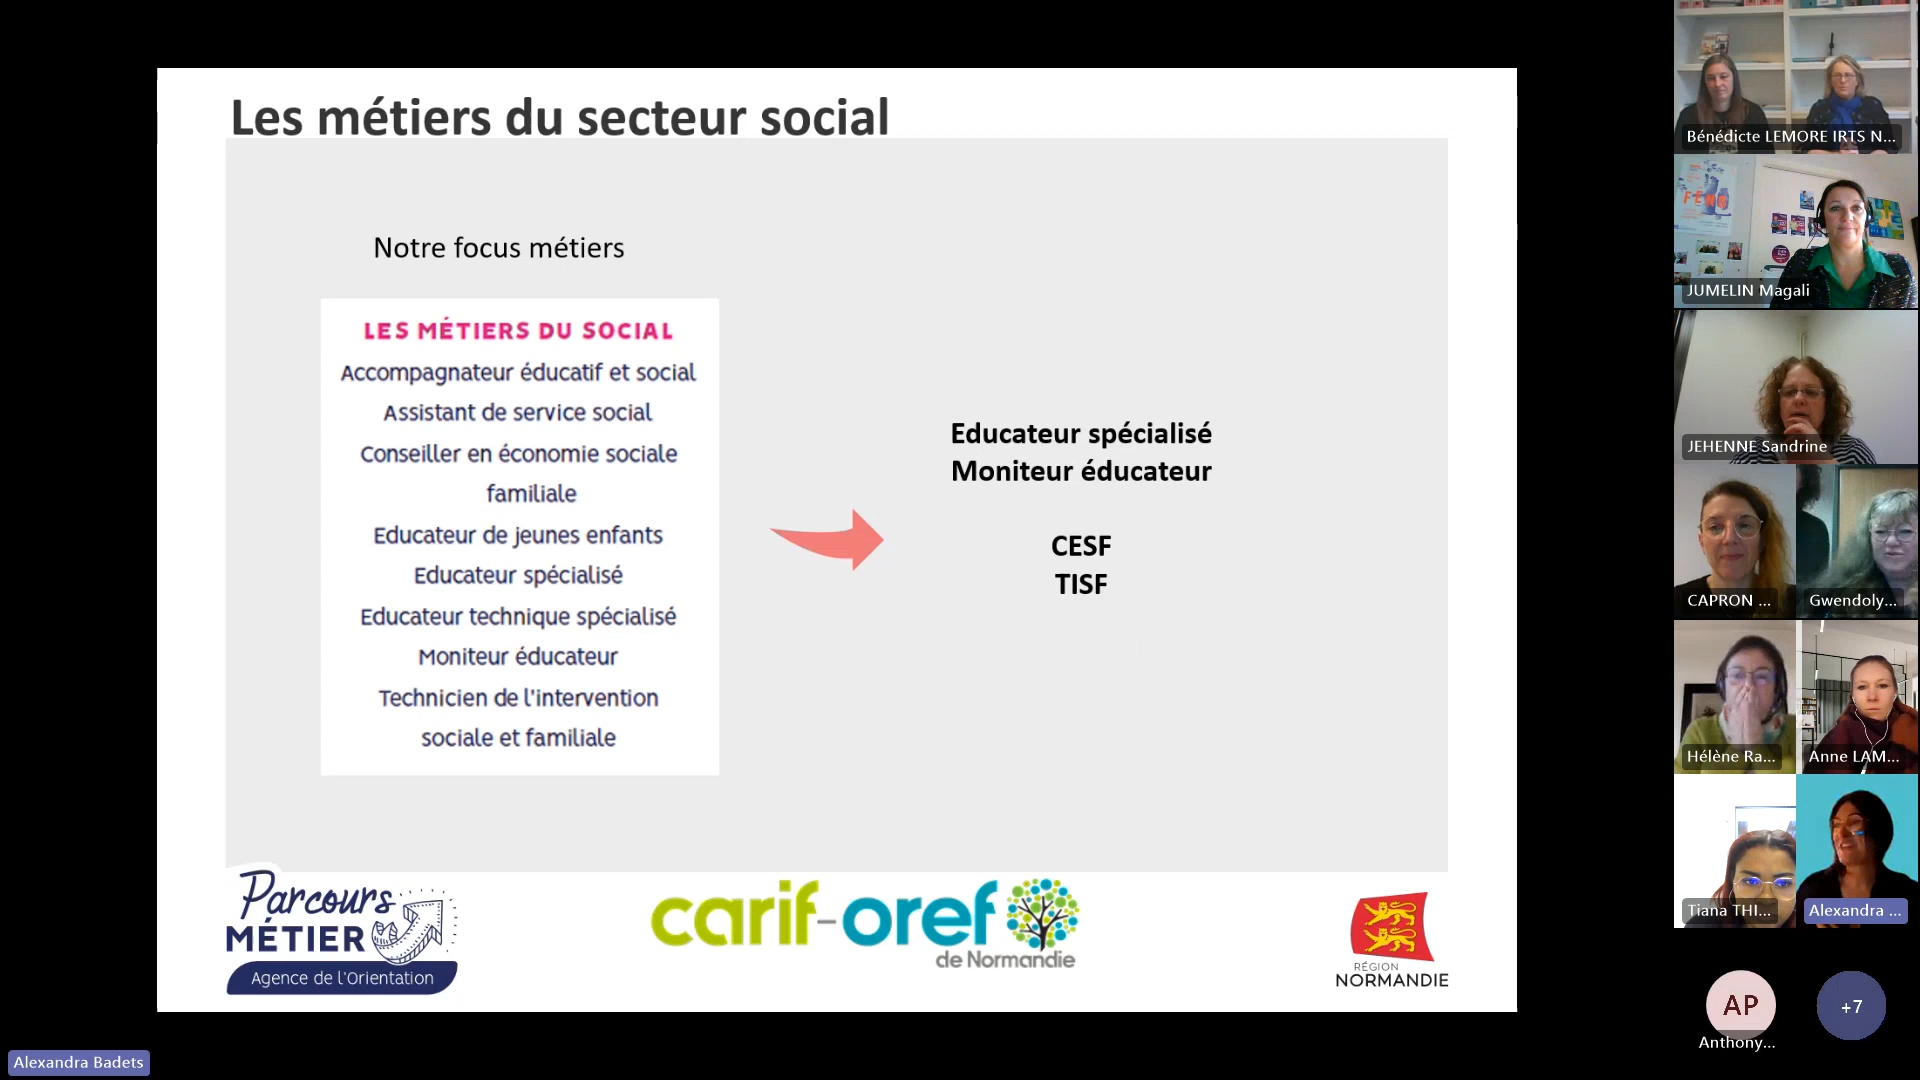 Les métiers du secteur social
Notre focus métiers
LES MÉTIERS DU SOCIAL
Accompagnateur éducatif et social
Assistant de service social
Conseiller en économie sociale
familiale
Educateur de jeunes enfants
Educateur spécialisé
Educateur technique spécialisé
Moniteur éducateur
Technicien de l'intervention
sociale et familiale
Educateur spécialisé
Moniteur éducateur
CESF
TISF
Parcours
MÉTIER
Agence de l'Orientation
carif-oref
de Normandie
RÉGION
NORMANDIE
Alexandra Badets
Bénédicte LEMORE IRTS N...
JUMELIN Magali
JEHENNE Sandrine
CAPRON ...
Gwendoly...
Hélène Ra...
Anne LAM...
Tiana THI...
Alexandra ...
AP
Anthony...
+7